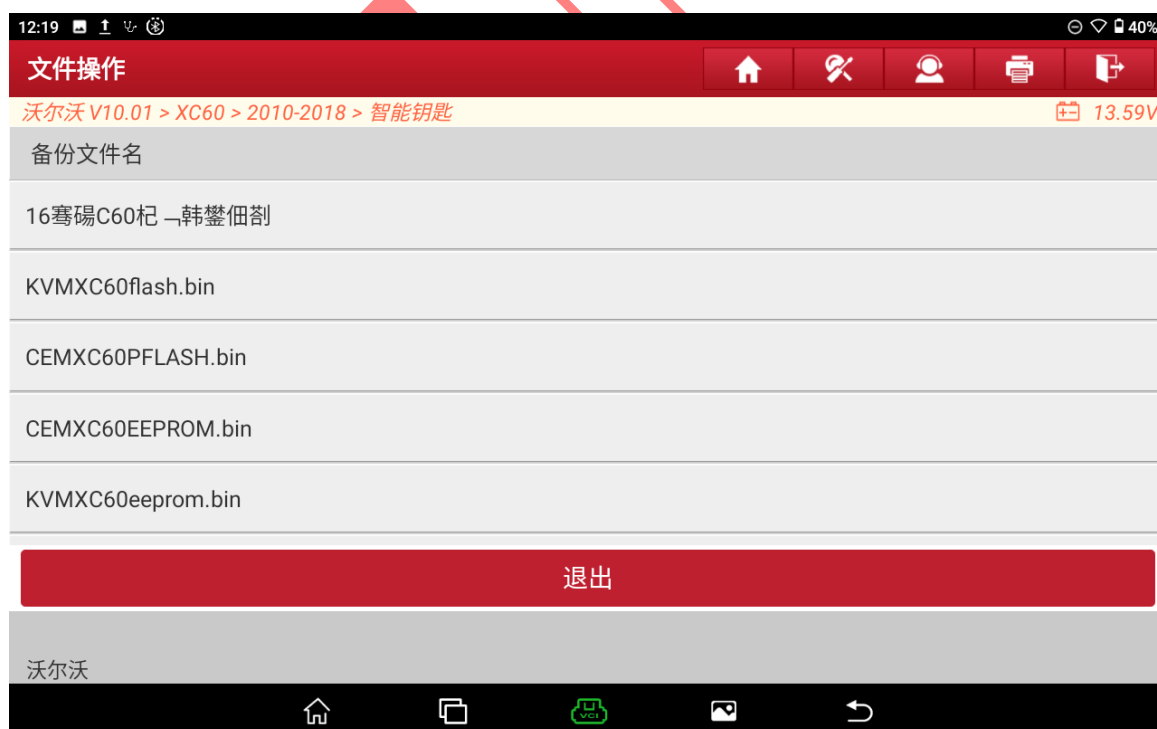 12:19 40%
文件操作
沃尔沃 V10.01 > XC60 > 2010-2018 > 智能钥匙 13.59V
备份文件名
16骞磘C60杞﹁韩鐢佃剳
KVMXC60flash.bin
CEMXC60PFLASH.bin
CEMXC60EEPROM.bin
KVMXC60eeprom.bin
退出
沃尔沃
VCI